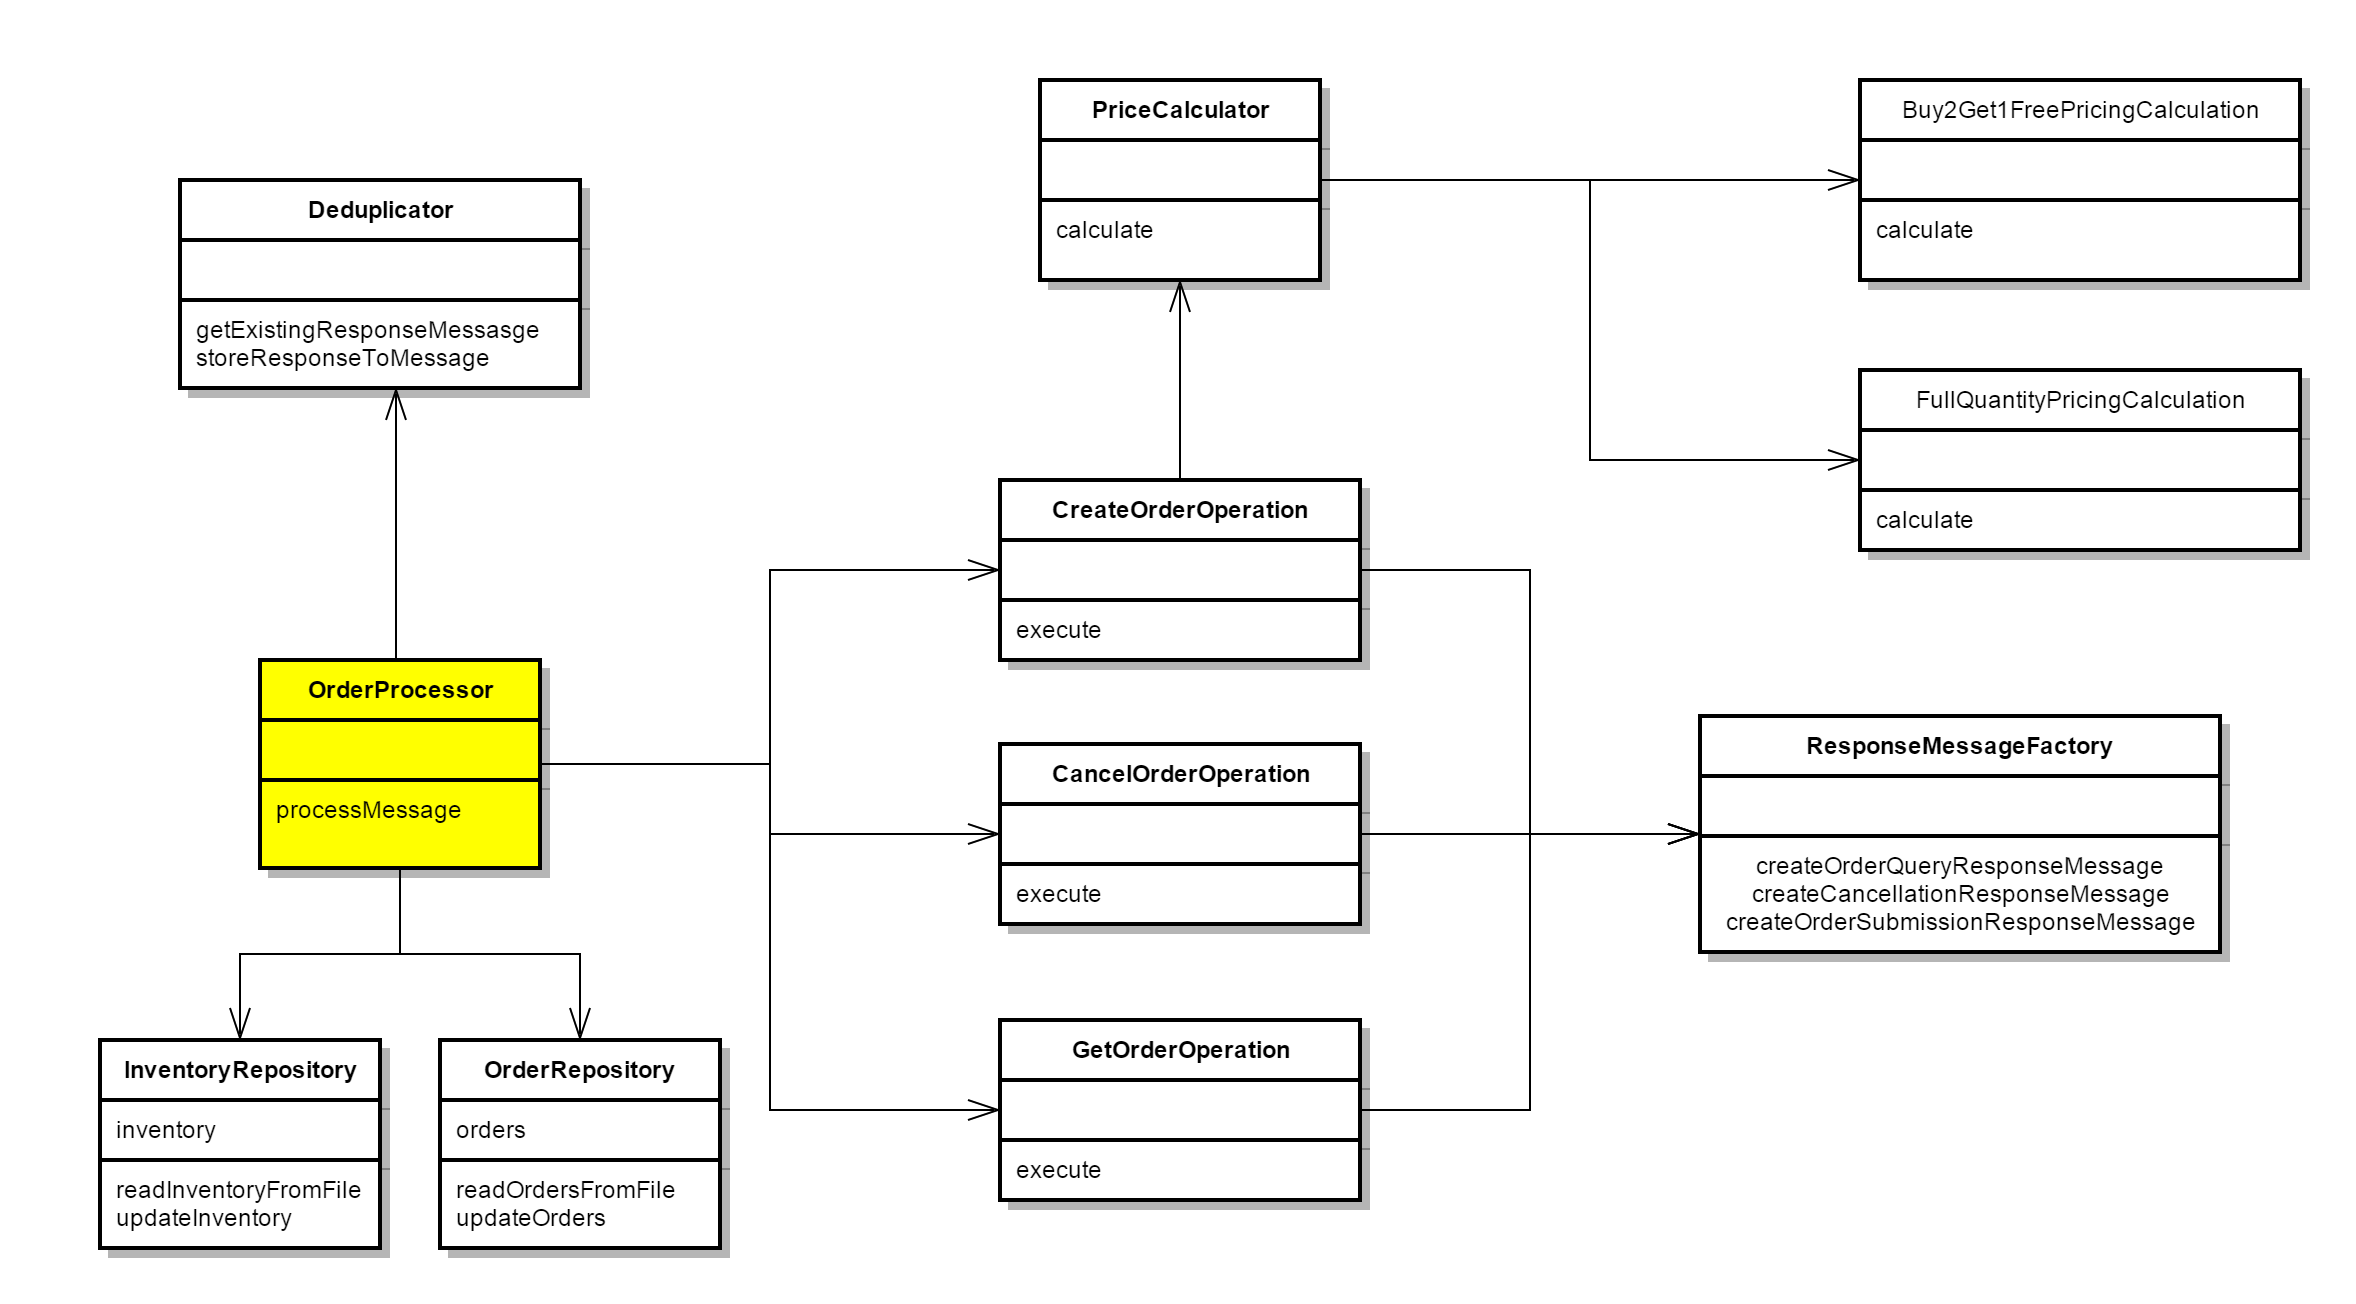 PriceCalculator
calculate
Buy2Get1FreePricingCalculation
calculate
Deduplicator
getExistingResponseMessasge
storeResponseToMessage
FullQuantityPricingCalculation
calculate
CreateOrderOperation
execute
OrderProcessor
processMessage
CancelOrderOperation
execute
ResponseMessageFactory
createOrderQueryResponseMessage
createCancellationResponseMessage
createOrderSubmissionResponseMessage
InventoryRepository
inventory
readInventoryFromFile
updateInventory
OrderRepository
orders
readOrdersFromFile
updateOrders
GetOrderOperation
execute